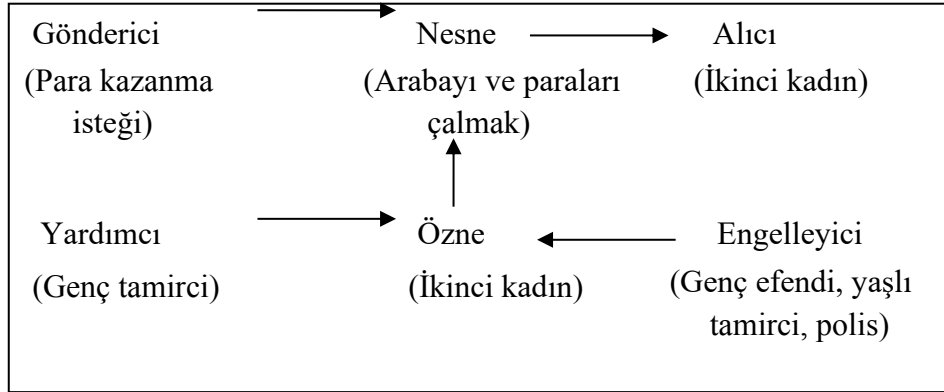 Gönderici Nesne Alıcı
(Para kazanma (Arabayı ve paraları (İkinci kadın)
isteği) çalmak)
Yardımcı Özne Engelleyici
(Genç tamirci) (İkinci kadın) (Genç efendi, yaşlı
tamirci, polis)